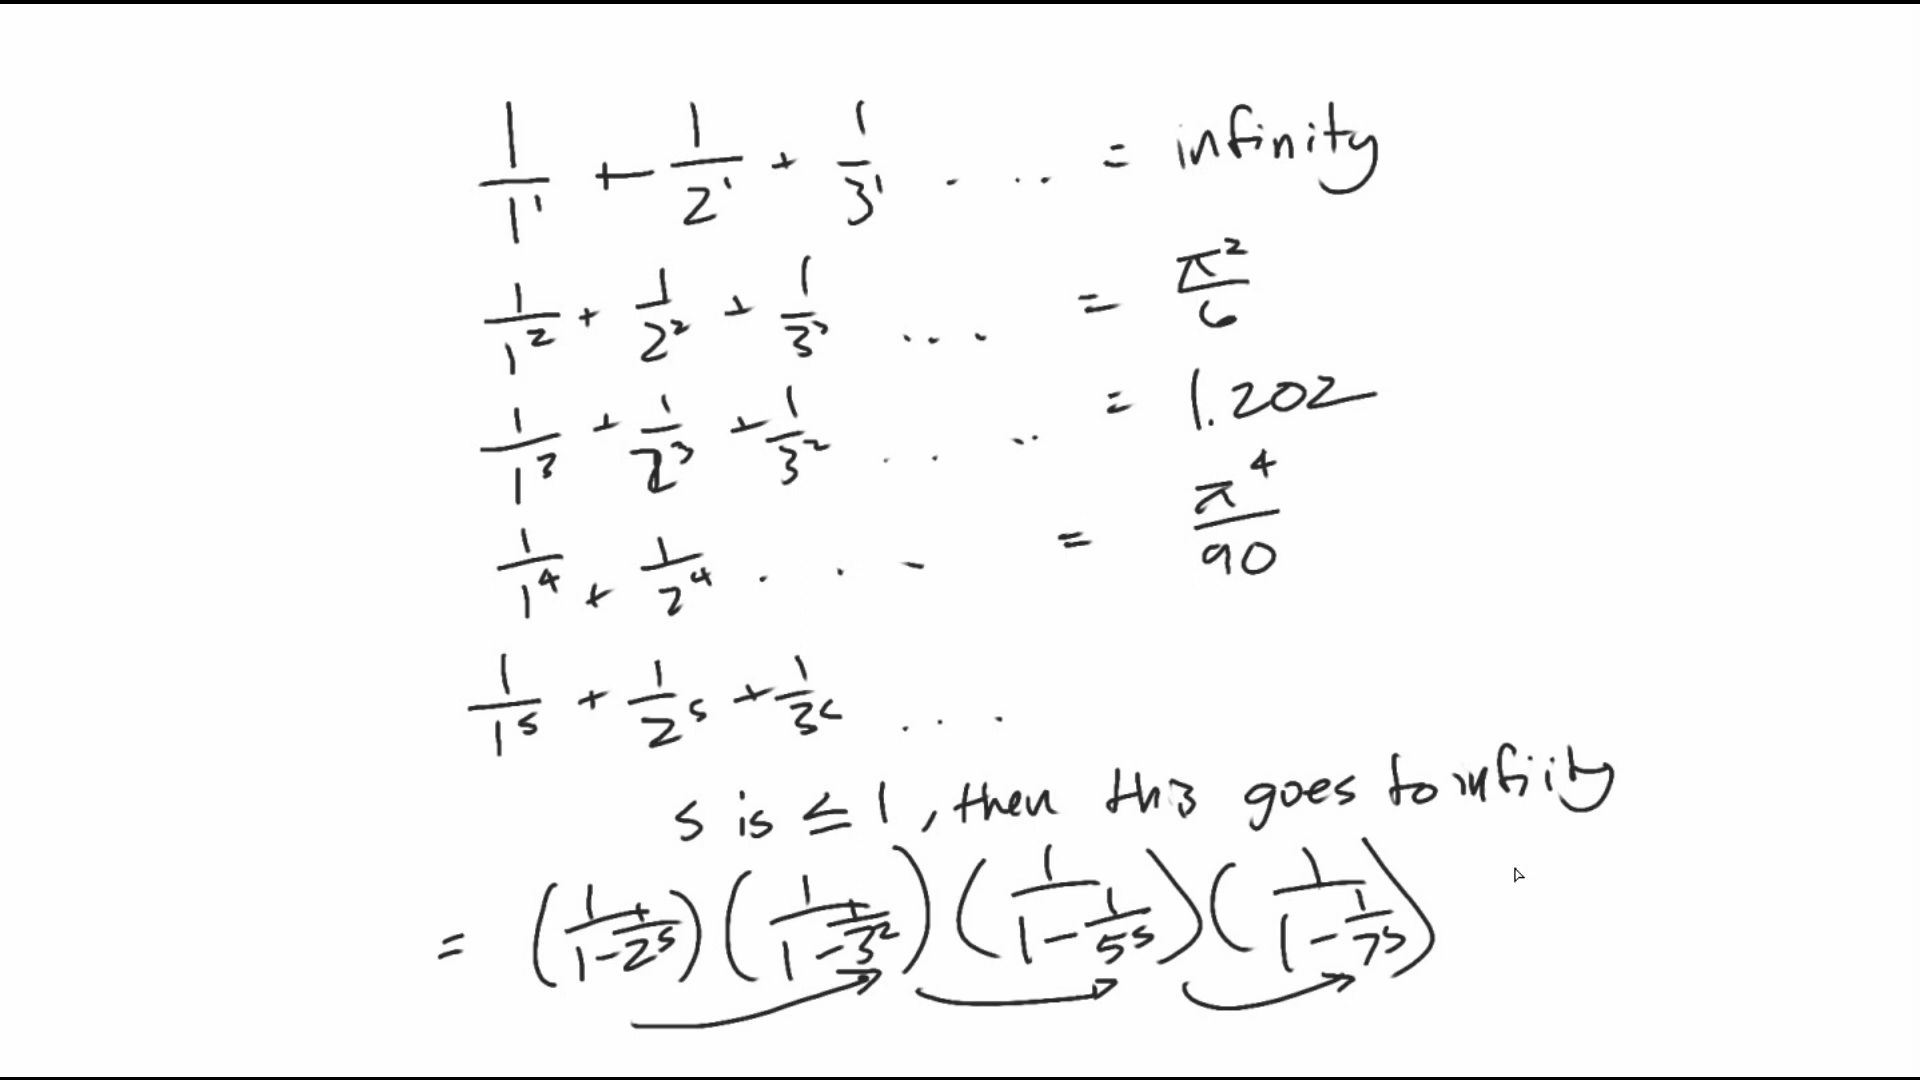 1/1¹ + 1/2¹ + 1/3¹ ... = infinity
1/1² + 1/2² + 1/3³ ... = π²/6
1/1³ + 1/2³ + 1/3² .. .. = 1.202
1/1⁴ + 1/2⁴ ... = π⁴/90
1/1ˢ + 1/2ˢ + 1/3ˢ ...
s is ≤ 1, then this goes to infiity
= (1/(1-1/2ˢ)) (1/(1-1/3²)) (1/(1-1/5ˢ)) (1/(1-1/7ˢ))